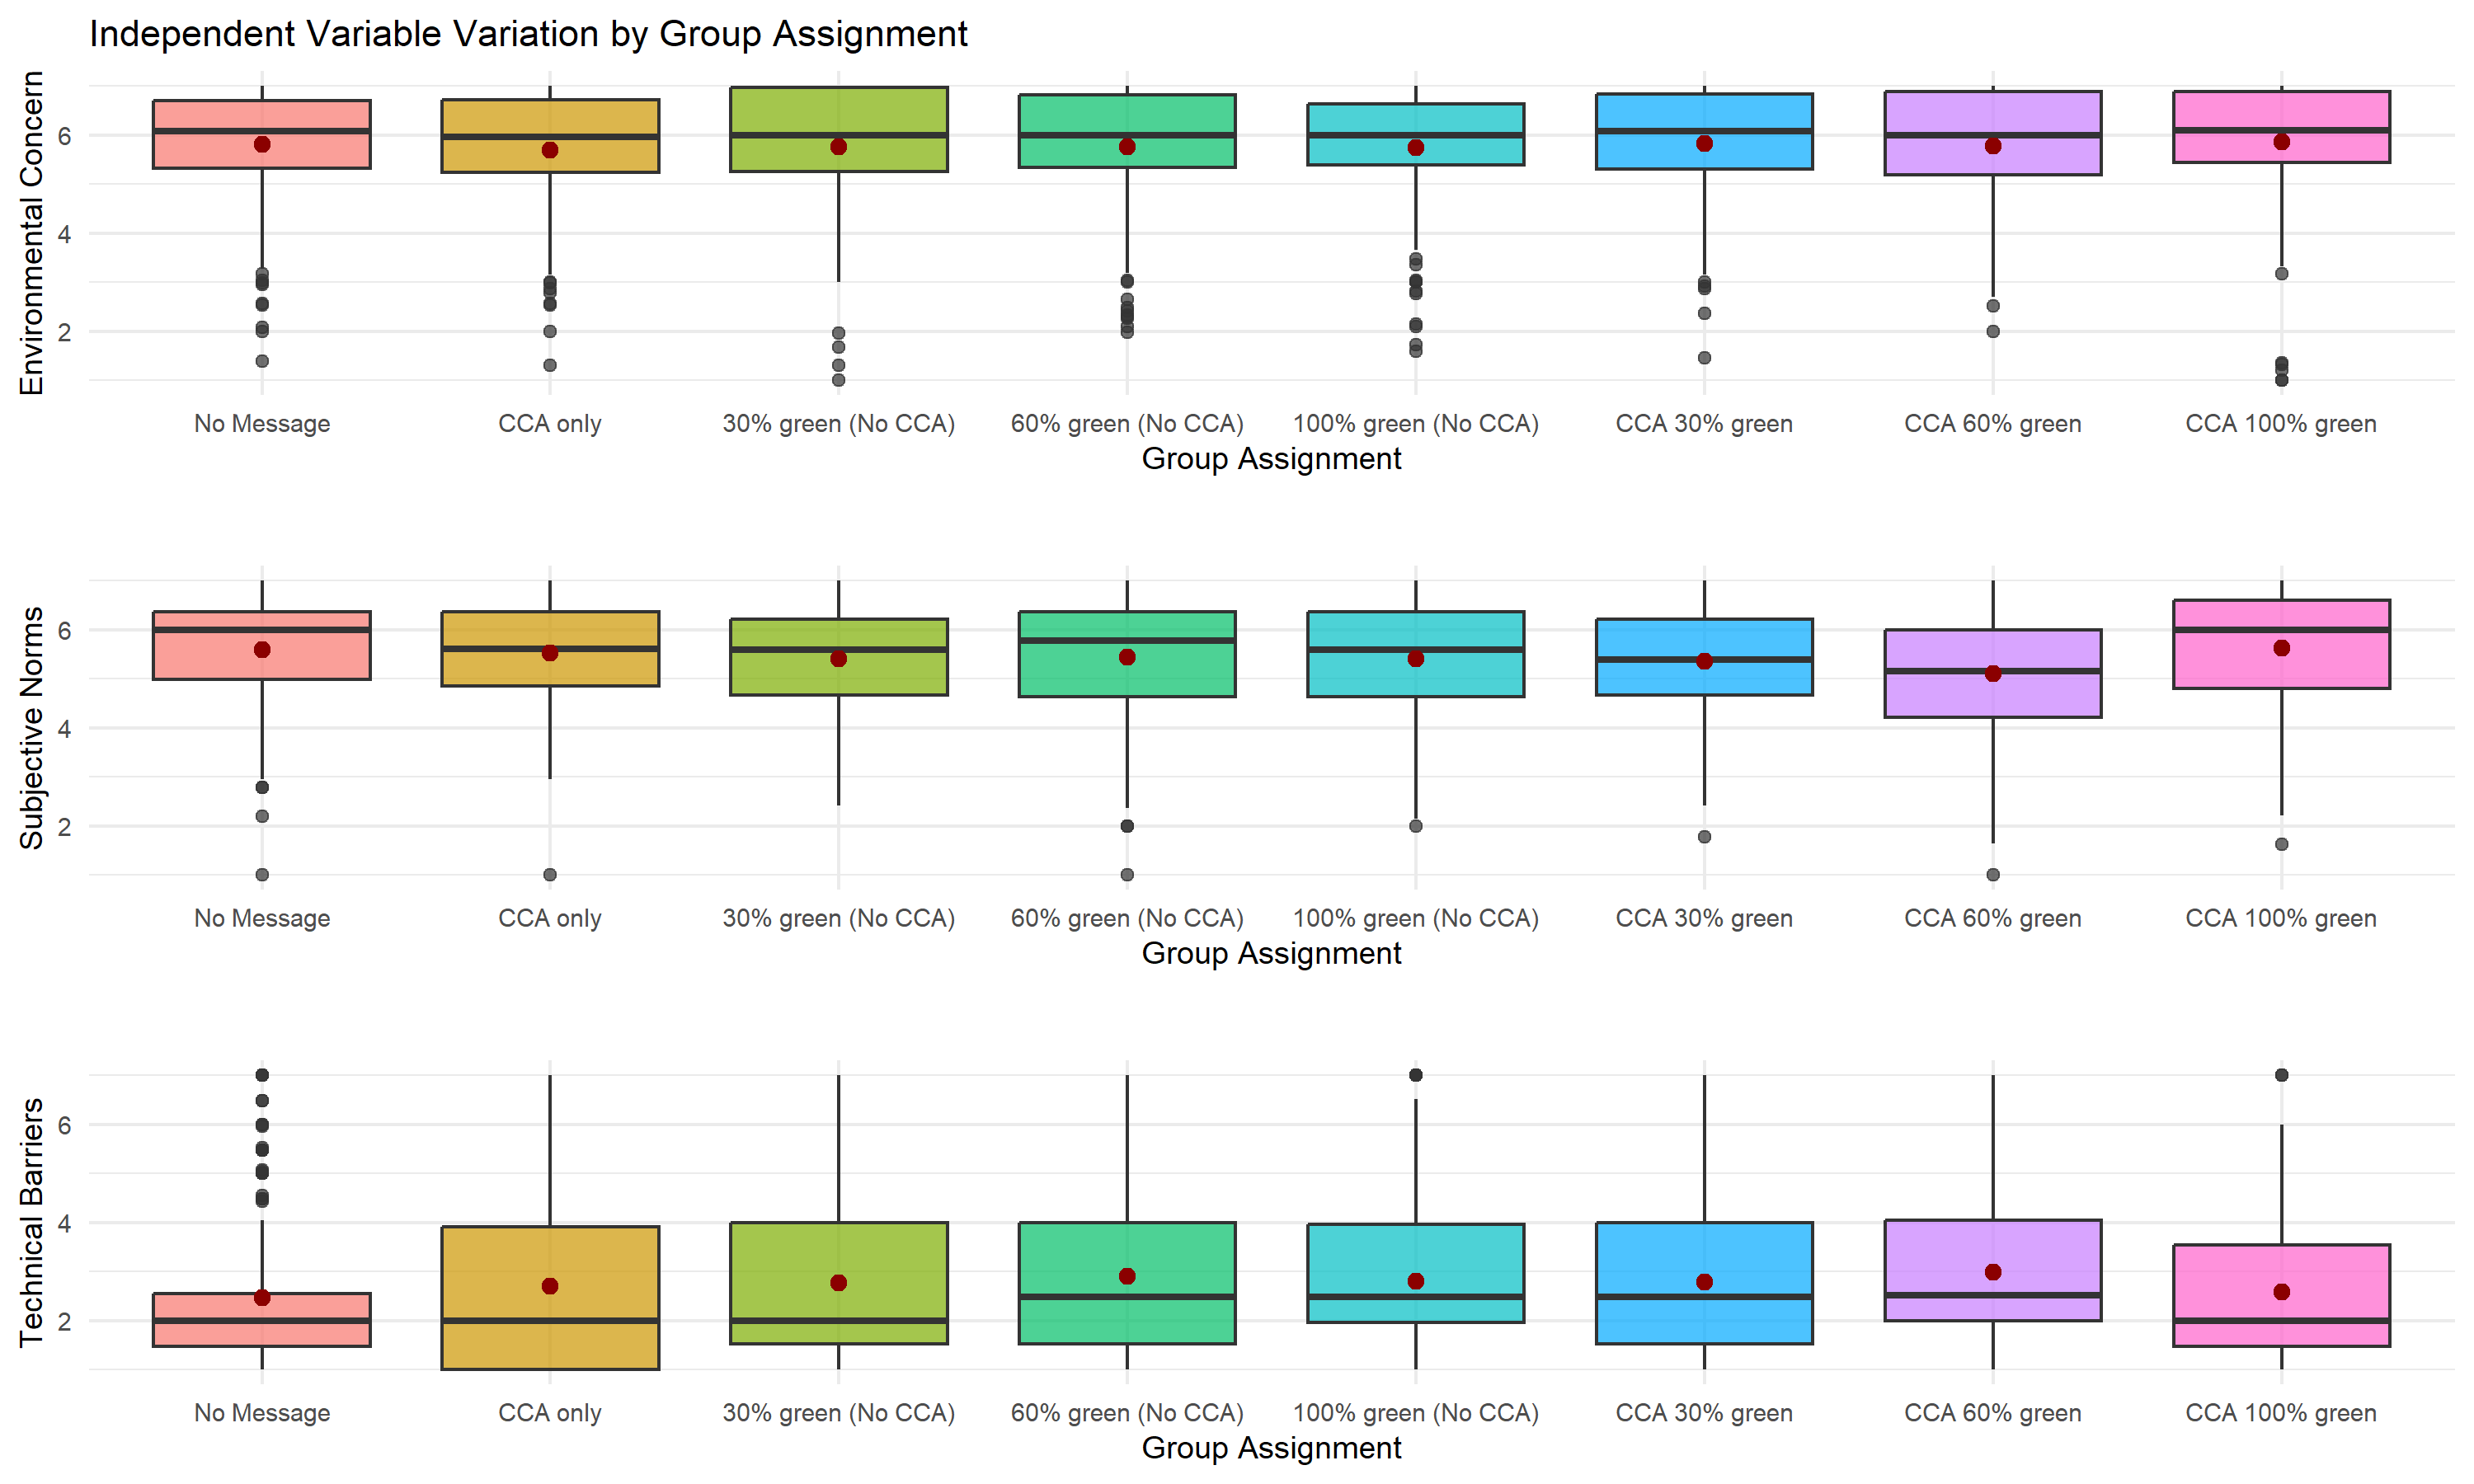 Independent Variable Variation by Group Assignment
Environmental Concern
6
4
2
No Message
CCA only
30% green (No CCA)
60% green (No CCA)
100% green (No CCA)
CCA 30% green
CCA 60% green
CCA 100% green
Group Assignment
Subjective Norms
6
4
2
No Message
CCA only
30% green (No CCA)
60% green (No CCA)
100% green (No CCA)
CCA 30% green
CCA 60% green
CCA 100% green
Group Assignment
Technical Barriers
6
4
2
No Message
CCA only
30% green (No CCA)
60% green (No CCA)
100% green (No CCA)
CCA 30% green
CCA 60% green
CCA 100% green
Group Assignment